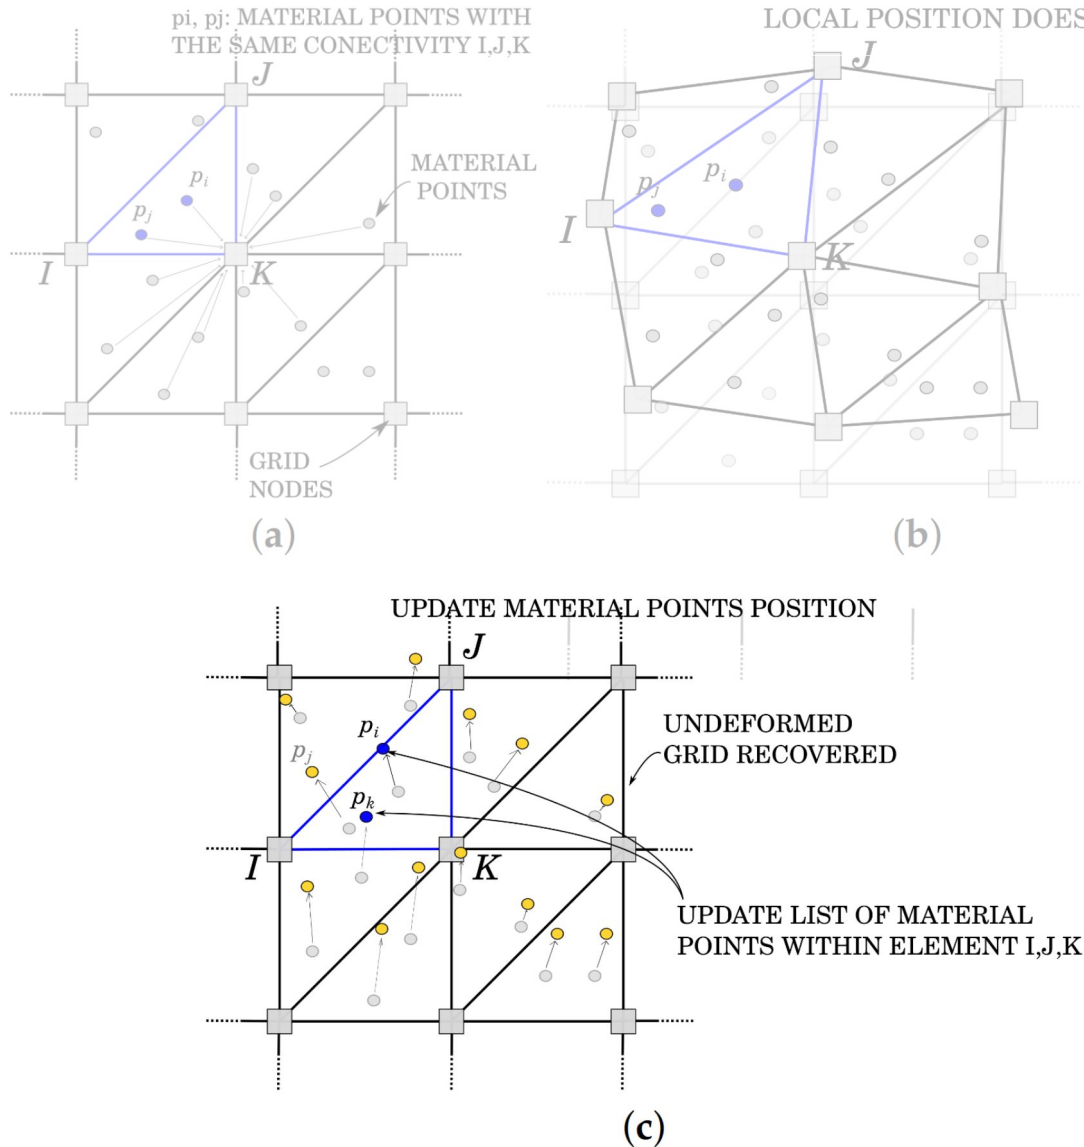 pi, pj: MATERIAL POINTS WITH
THE SAME CONECTIVITY I,J,K
J
p_i
p_j
MATERIAL
POINTS
I
K
GRID
NODES
(a)
LOCAL POSITION DOES
J
p_i
p_j
I
K
(b)
UPDATE MATERIAL POINTS POSITION
J
p_i
p_j
p_k
UNDEFORMED
GRID RECOVERED
I
K
UPDATE LIST OF MATERIAL
POINTS WITHIN ELEMENT I,J,K
(c)